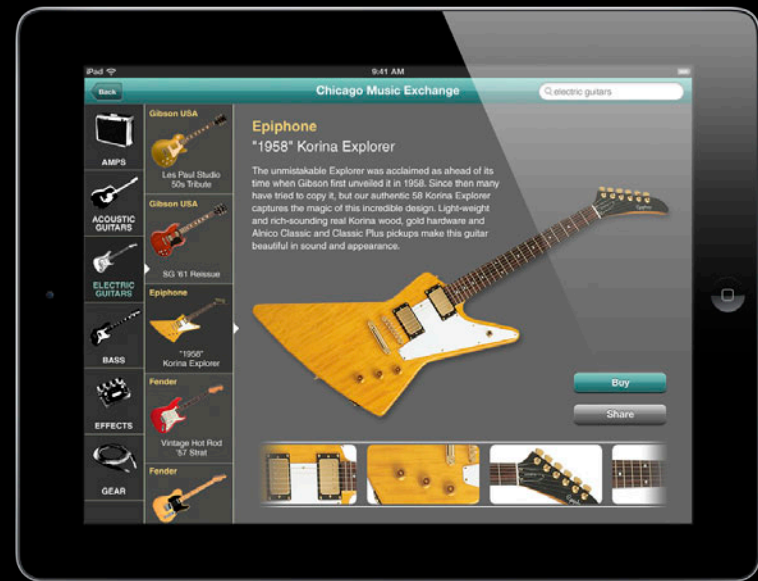 iPad
9:41 AM
Back
Chicago Music Exchange
electric guitars
AMPS
ACOUSTIC
GUITARS
ELECTRIC
GUITARS
BASS
EFFECTS
GEAR
Gibson USA
Les Paul Studio
50s Tribute
Gibson USA
SG '61 Reissue
Epiphone
"1958"
Korina Explorer
Fender
Vintage Hot Rod
'57 Strat
Fender
Epiphone
"1958" Korina Explorer
The unmistakable Explorer was acclaimed as ahead of its
time when Gibson first unveiled it in 1958. Since then many
have tried to copy it, but our authentic 58 Korina Explorer
captures the magic of this incredible design. Light-weight
and rich-sounding real Korina wood, gold hardware and
Alnico Classic and Classic Plus pickups make this guitar
beautiful in sound and appearance.
Epiphone
Buy
Share
Epiphone